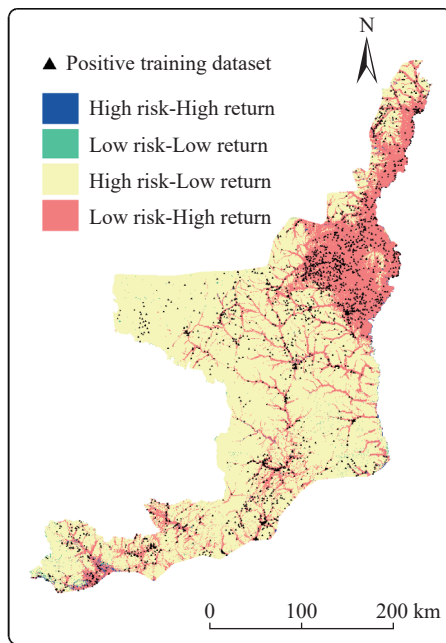 N
Positive training dataset
High risk-High return
Low risk-Low return
High risk-Low return
Low risk-High return
0 100 200 km